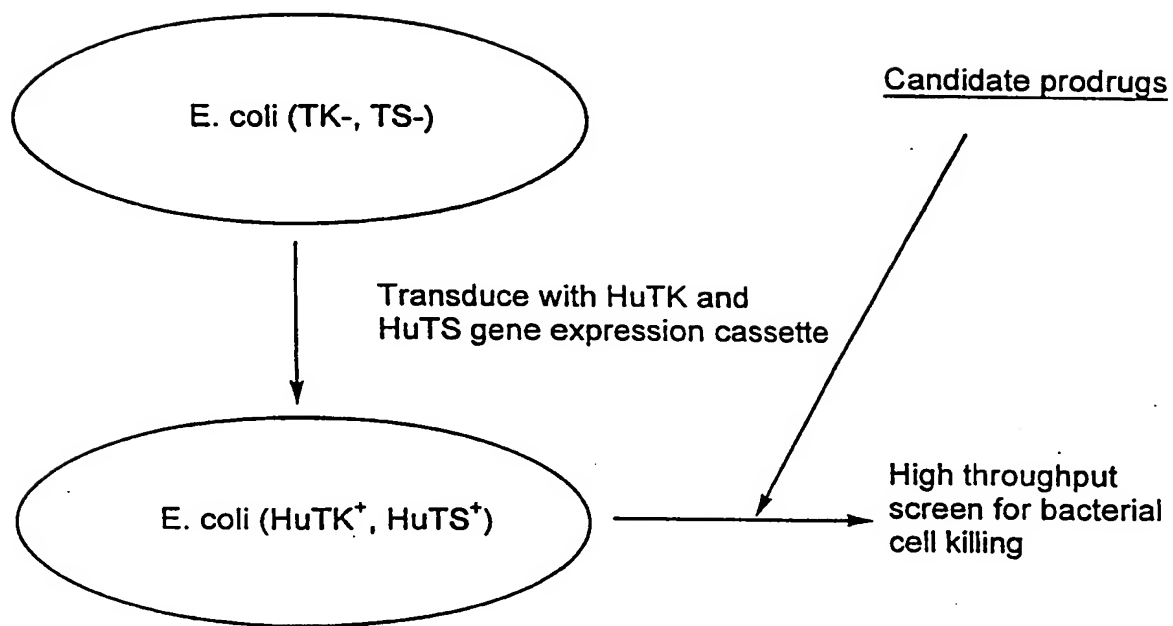 E. coli (TK-, TS-)
Candidate prodrugs
Transduce with HuTK and
HuTS gene expression cassette
E. coli (HuTK⁺, HuTS⁺)
High throughput
screen for bacterial
cell killing